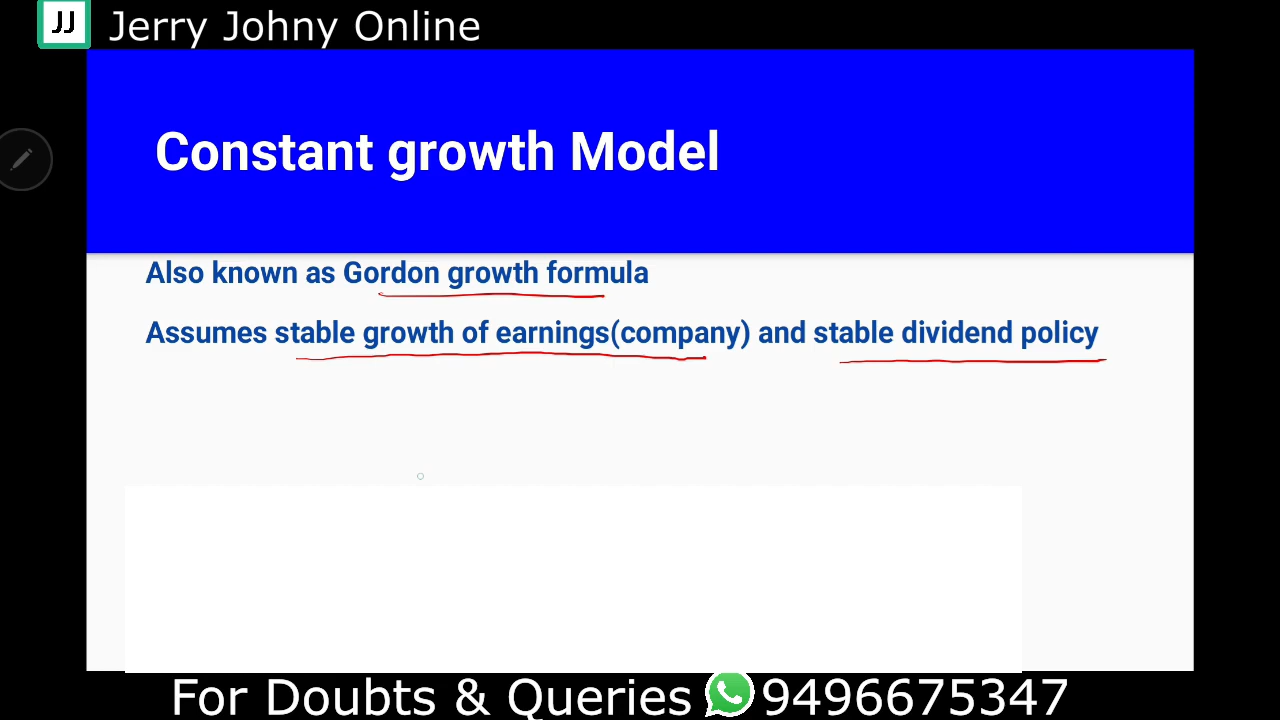 JJ Jerry Johny Online
Constant growth Model
Also known as Gordon growth formula
Assumes stable growth of earnings(company) and stable dividend policy
For Doubts & Queries 9496675347